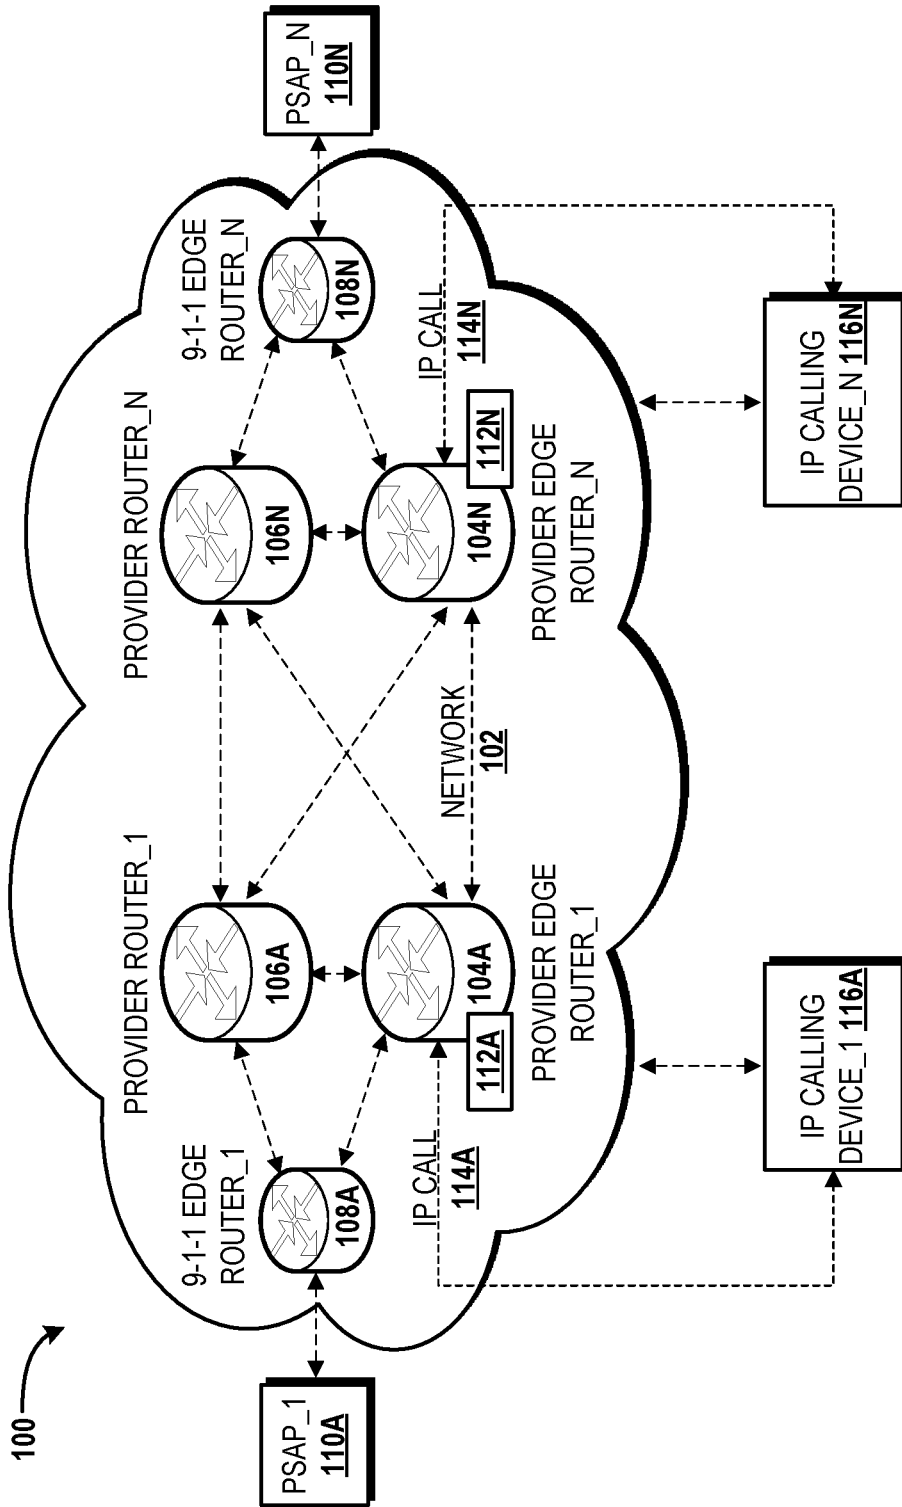 100
PROVIDER ROUTER_1
PROVIDER ROUTER_N
9-1-1 EDGE
ROUTER_1
9-1-1 EDGE
ROUTER_N
106A
106N
PSAP_1
110A
108A
108N
PSAP_N
110N
104A
104N
112A
112N
IP CALL
114A
NETWORK
102
IP CALL
114N
PROVIDER EDGE
ROUTER_1
PROVIDER EDGE
ROUTER_N
IP CALLING
DEVICE_1 116A
IP CALLING
DEVICE_N 116N